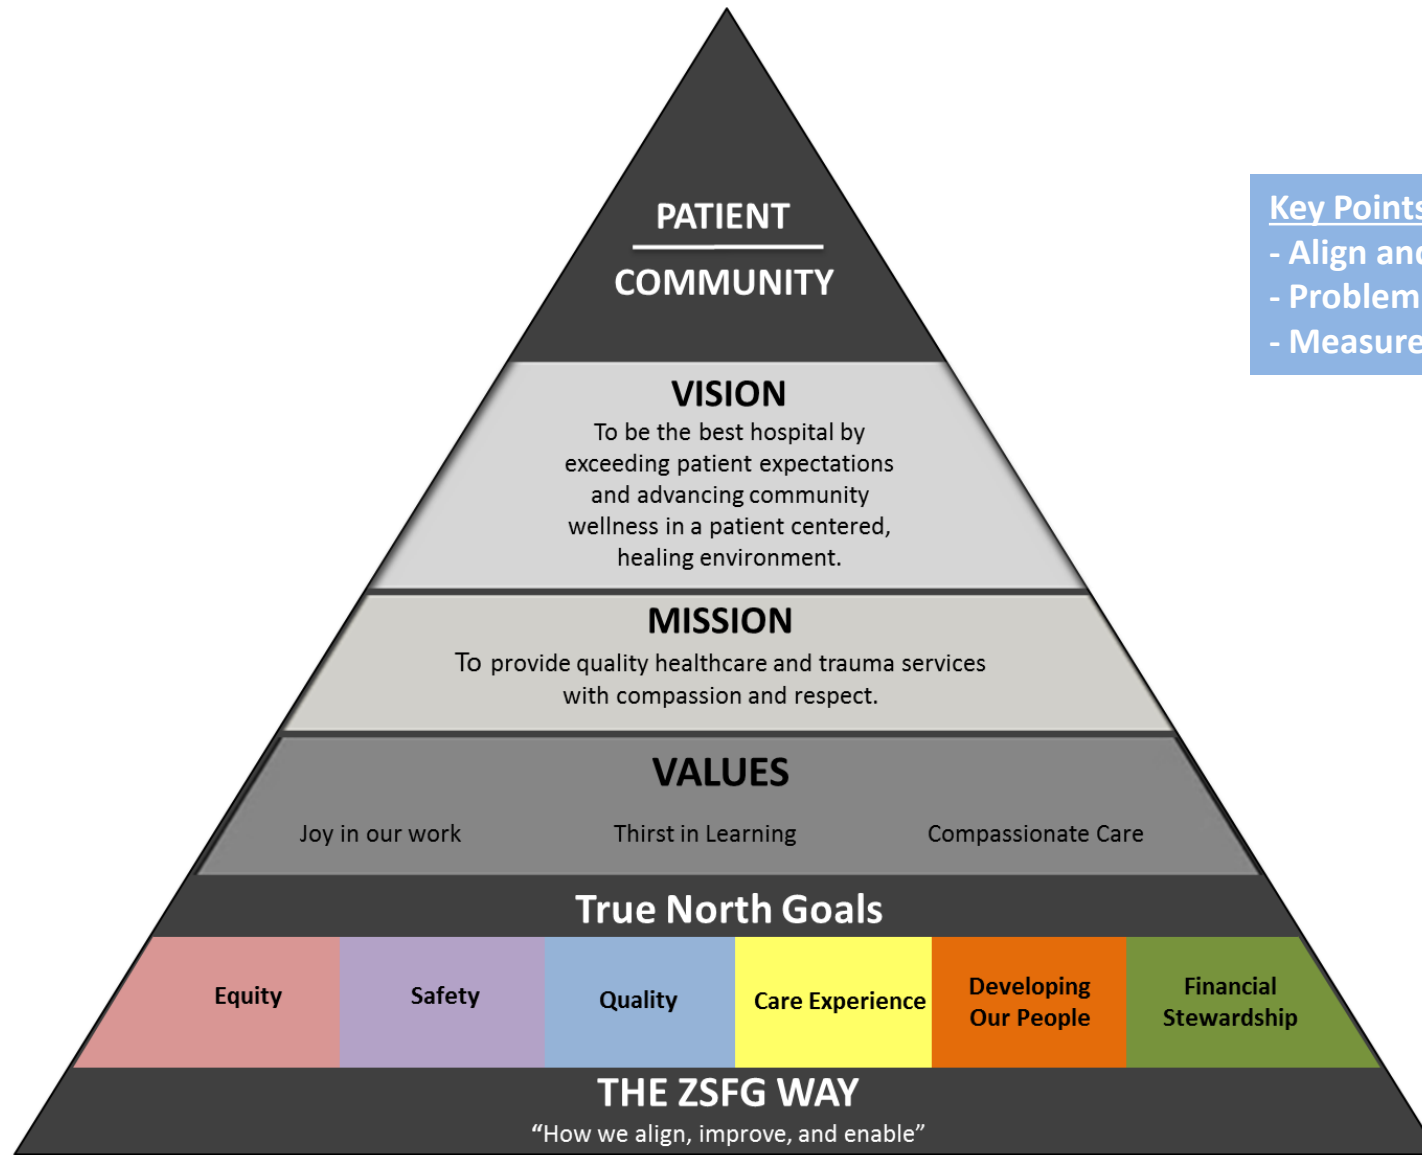 PATIENT
COMMUNITY
Key Points
- Align and
- Problem
- Measure
VISION
To be the best hospital by
exceeding patient expectations
and advancing community
wellness in a patient centered,
healing environment.
MISSION
To provide quality healthcare and trauma services
with compassion and respect.
VALUES
Joy in our work Thirst in Learning Compassionate Care
True North Goals
Equity Safety Quality Care Experience
Developing
Our People
Financial
Stewardship
THE ZSFG WAY
“How we align, improve, and enable”